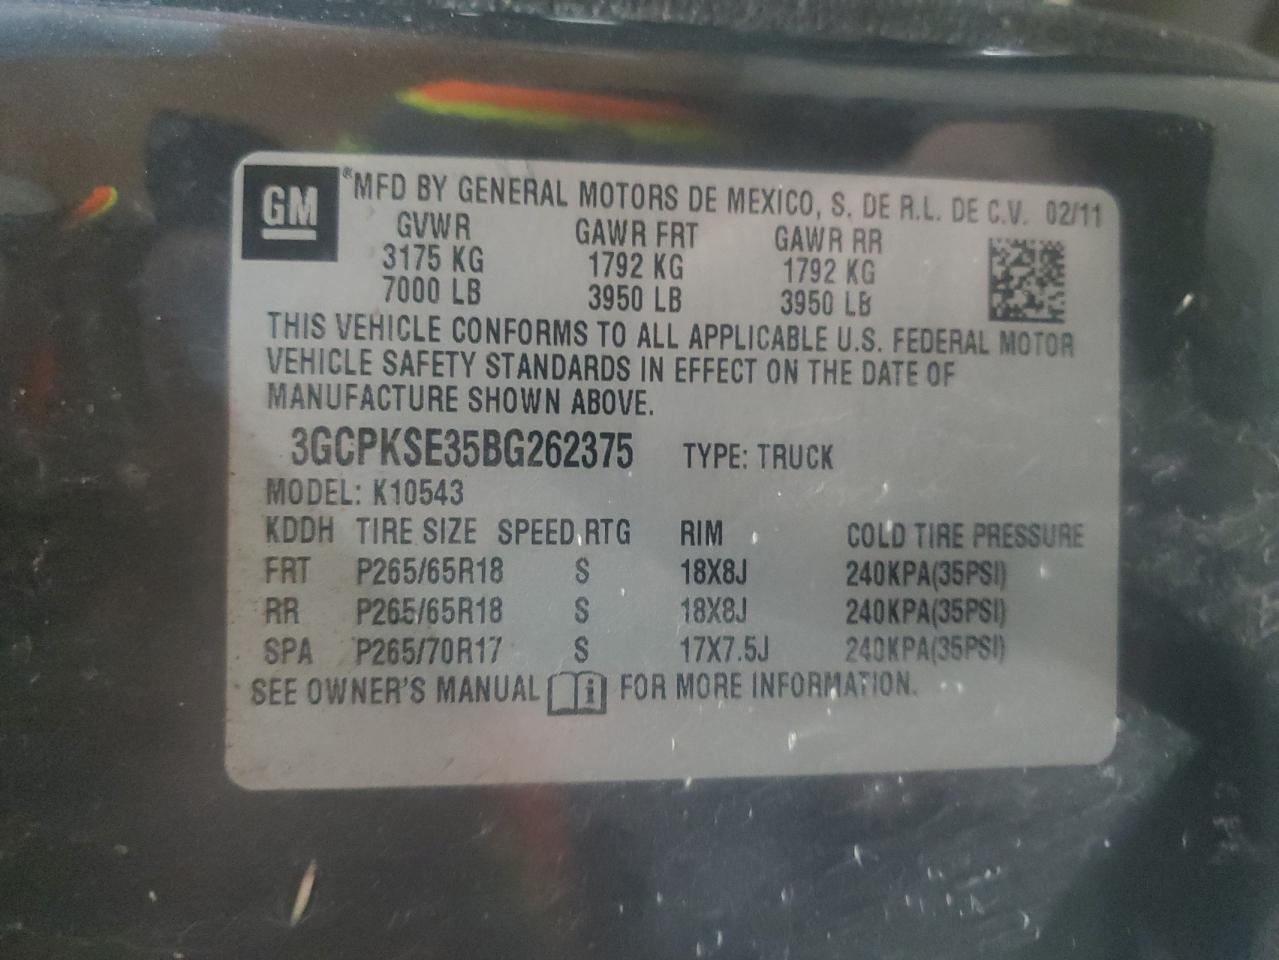 GM ®MFD BY GENERAL MOTORS DE MEXICO, S. DE R.L. DE C.V. 02/11
GVWR GAWR FRT GAWR RR
3175 KG 1792 KG 1792 KG
7000 LB 3950 LB 3950 LB
THIS VEHICLE CONFORMS TO ALL APPLICABLE U.S. FEDERAL MOTOR
VEHICLE SAFETY STANDARDS IN EFFECT ON THE DATE OF
MANUFACTURE SHOWN ABOVE.
3GCPKSE35BG262375 TYPE: TRUCK
MODEL: K10543
KDDH TIRE SIZE SPEED RTG RIM COLD TIRE PRESSURE
FRT P265/65R18 S 18X8J 240KPA(35PSI)
RR P265/65R18 S 18X8J 240KPA(35PSI)
SPA P265/70R17 S 17X7.5J 240KPA(35PSI)
SEE OWNER'S MANUAL i FOR MORE INFORMATION.